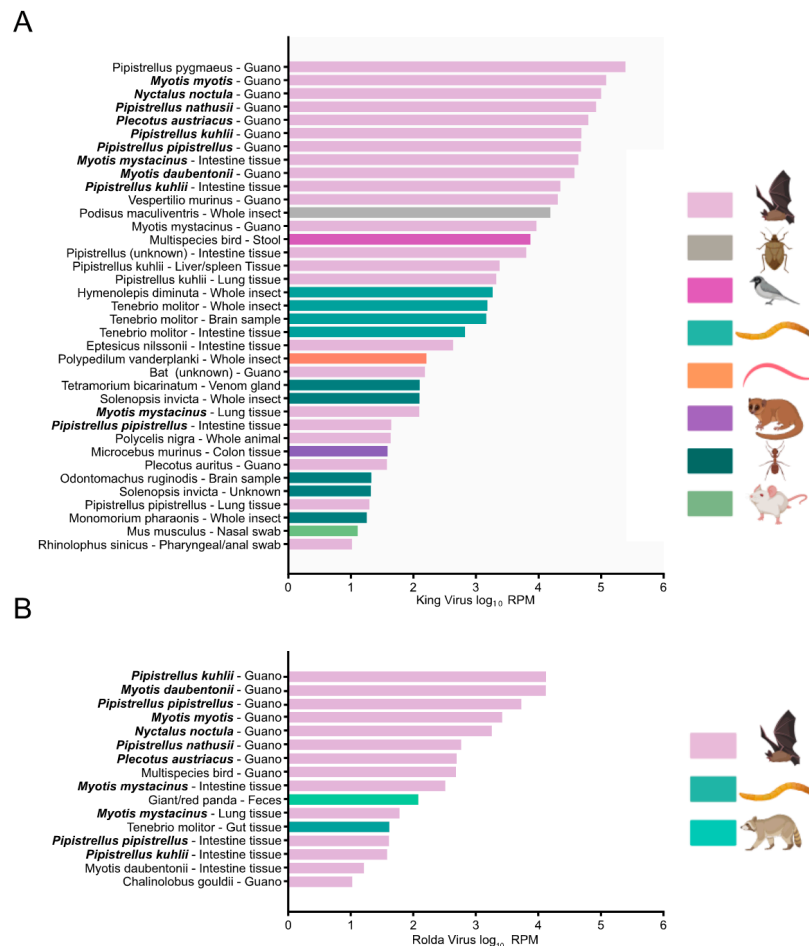 A
Pipistrellus pygmaeus - Guano
Myotis myotis - Guano
Nyctalus noctula - Guano
Pipistrellus nathusii - Guano
Plecotus austriacus - Guano
Pipistrellus kuhlii - Guano
Pipistrellus pipistrellus - Guano
Myotis mystacinus - Intestine tissue
Myotis daubentonii - Guano
Pipistrellus kuhlii - Intestine tissue
Vespertilio murinus - Guano
Podisus maculiventris - Whole insect
Myotis mystacinus - Guano
Multispecies bird - Stool
Pipistrellus (unknown) - Intestine tissue
Pipistrellus kuhlii - Liver/spleen Tissue
Pipistrellus kuhlii - Lung tissue
Hymenolepis diminuta - Whole insect
Tenebrio molitor - Whole insect
Tenebrio molitor - Brain sample
Tenebrio molitor - Intestine tissue
Eptesicus nilssonii - Intestine tissue
Polypedilum vanderplanki - Whole insect
Bat (unknown) - Guano
Tetramorium bicarinatum - Venom gland
Solenopsis invicta - Whole insect
Myotis mystacinus - Lung tissue
Pipistrellus pipistrellus - Intestine tissue
Polycelis nigra - Whole animal
Microcebus murinus - Colon tissue
Plecotus auritus - Guano
Odontomachus ruginodis - Brain sample
Solenopsis invicta - Unknown
Pipistrellus pipistrellus - Lung tissue
Monomorium pharaonis - Whole insect
Mus musculus - Nasal swab
Rhinolophus sinicus - Pharyngeal/anal swab
0 1 2 3 4 5 6
King Virus log₁₀ RPM
B
Pipistrellus kuhlii - Guano
Myotis daubentonii - Guano
Pipistrellus pipistrellus - Guano
Myotis myotis - Guano
Nyctalus noctula - Guano
Pipistrellus nathusii - Guano
Plecotus austriacus - Guano
Multispecies bird - Guano
Myotis mystacinus - Intestine tissue
Giant/red panda - Feces
Myotis mystacinus - Lung tissue
Tenebrio molitor - Gut tissue
Pipistrellus pipistrellus - Intestine tissue
Pipistrellus kuhlii - Intestine tissue
Myotis daubentonii - Intestine tissue
Chalinolobus gouldii - Guano
0 1 2 3 4 5 6
Rolda Virus log₁₀ RPM